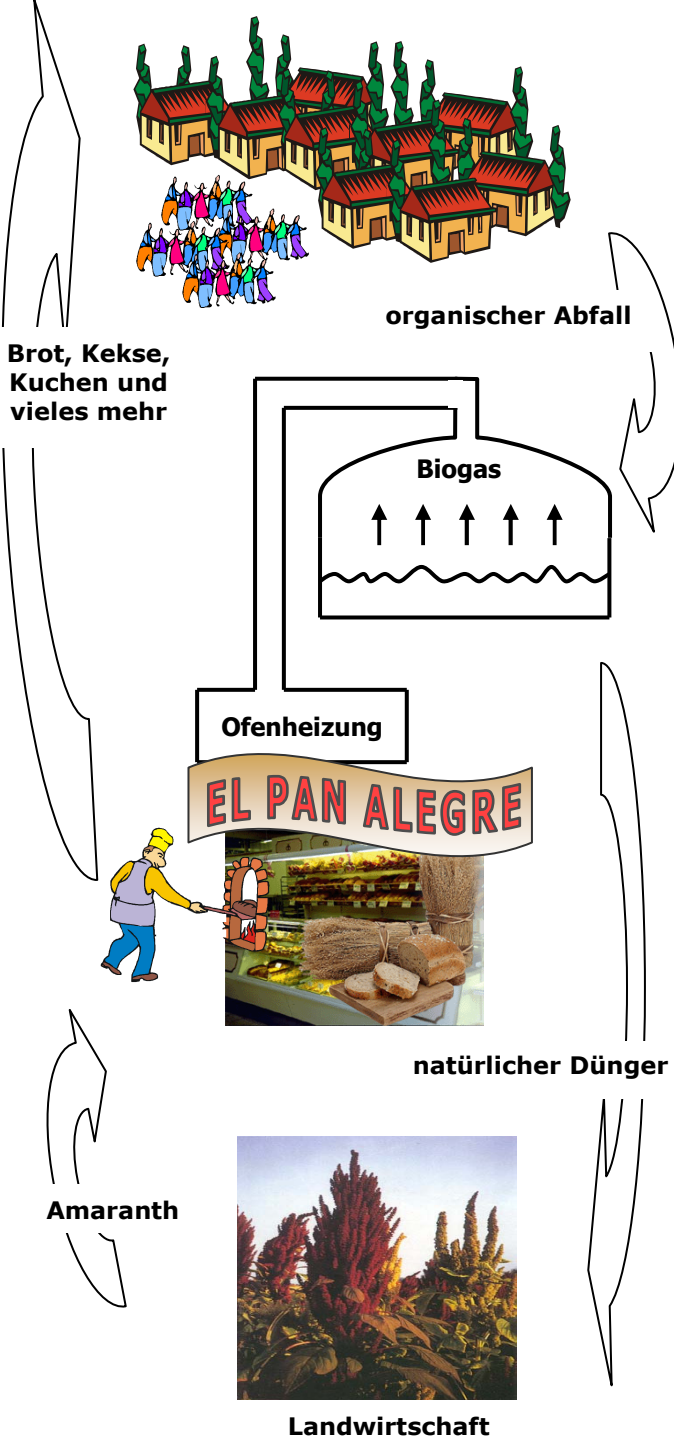 organischer Abfall
Brot, Kekse,
Kuchen und
vieles mehr
Biogas
Ofenheizung
EL PAN ALEGRE
natürlicher Dünger
Amaranth
Landwirtschaft